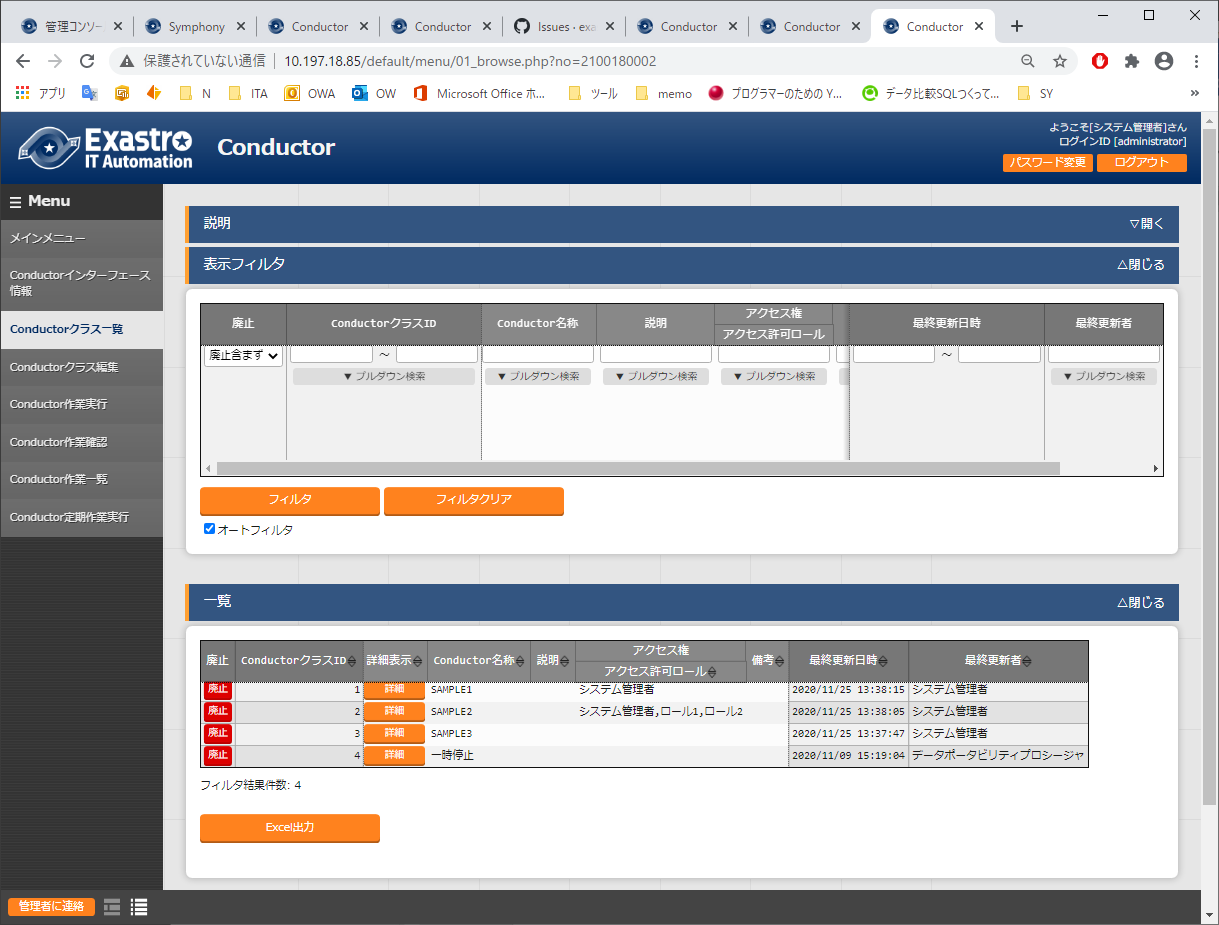 管理コンソー
Symphony
Conductor
Conductor
Issues · exa
Conductor
Conductor
Conductor
保護されていない通信
10.197.18.85/default/menu/01_browse.php?no=2100180002
アプリ
N
ITA
OWA
OW
Microsoft Office ホ...
ツール
memo
プログラマーのための Y...
データ比較SQLつくって...
SY
»
Exastro
IT Automation
Conductor
ようこそ[システム管理者]さん
ログインID [administrator]
パスワード変更
ログアウト
Menu
メインメニュー
Conductorインターフェース
情報
Conductorクラス一覧
Conductorクラス編集
Conductor作業実行
Conductor作業確認
Conductor作業一覧
Conductor定期作業実行
説明
▽開く
表示フィルタ
△閉じる
廃止
ConductorクラスID
Conductor名称
説明
アクセス権
アクセス許可ロール
最終更新日時
最終更新者
廃止含まず
～
～
▼ プルダウン検索
▼ プルダウン検索
▼ プルダウン検索
▼ プルダウン検索
▼ プルダウン検索
フィルタ
フィルタクリア
オートフィルタ
一覧
△閉じる
廃止
ConductorクラスID
詳細表示
Conductor名称
説明
アクセス権
アクセス許可ロール
備考
最終更新日時
最終更新者
廃止 1 詳細 SAMPLE1 システム管理者 2020/11/25 13:38:15 システム管理者
廃止 2 詳細 SAMPLE2 システム管理者,ロール1,ロール2 2020/11/25 13:38:05 システム管理者
廃止 3 詳細 SAMPLE3 2020/11/25 13:37:47 システム管理者
廃止 4 詳細 一時停止 2020/11/09 15:19:04 データポータビリティプロシージャ
フィルタ結果件数: 4
Excel出力
管理者に連絡